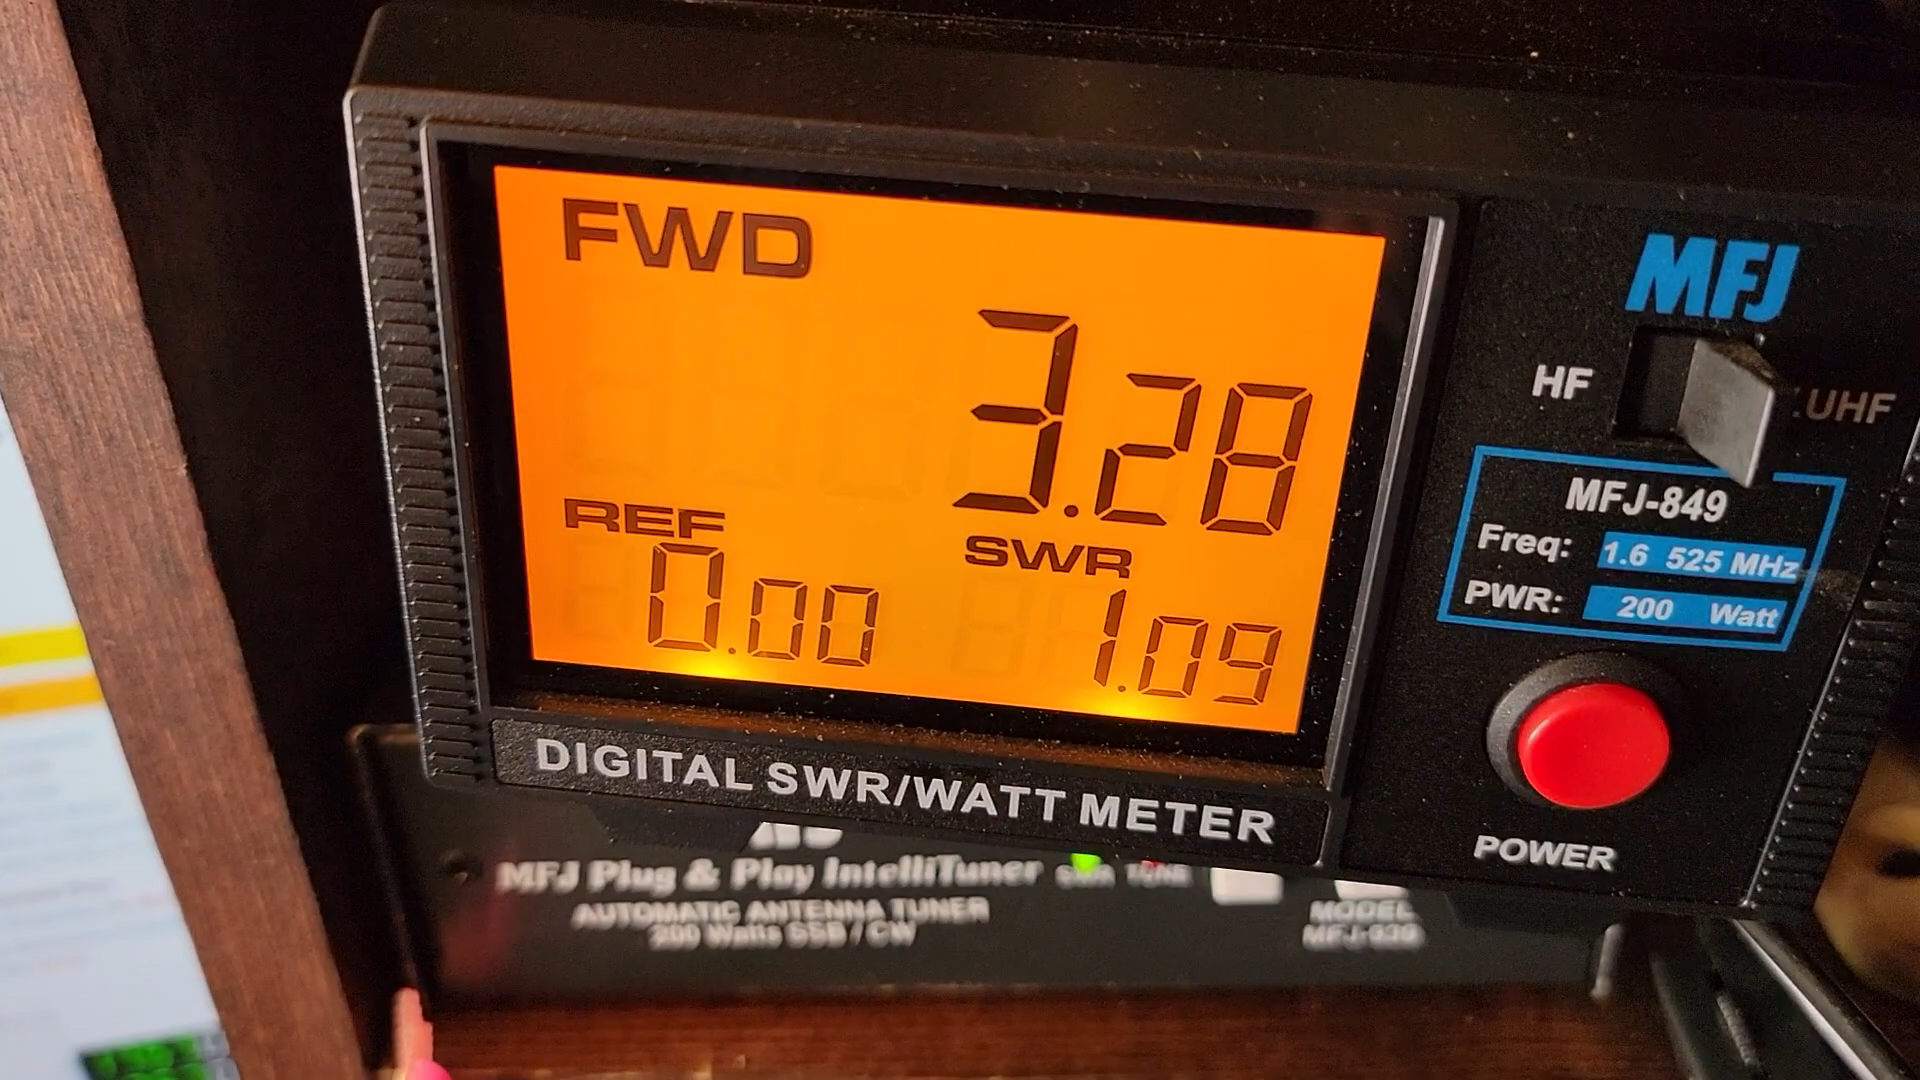 FWD
3.28
REF
0.00
SWR
1.09
DIGITAL SWR/WATT METER
MFJ
HF
.UHF
MFJ-849
Freq: 1.6 525 MHz
PWR: 200 Watt
POWER
MFJ Plug & Play IntelliTuner
SWR TUNE
AUTOMATIC ANTENNA TUNER
200 Watts SSB / CW
MODEL